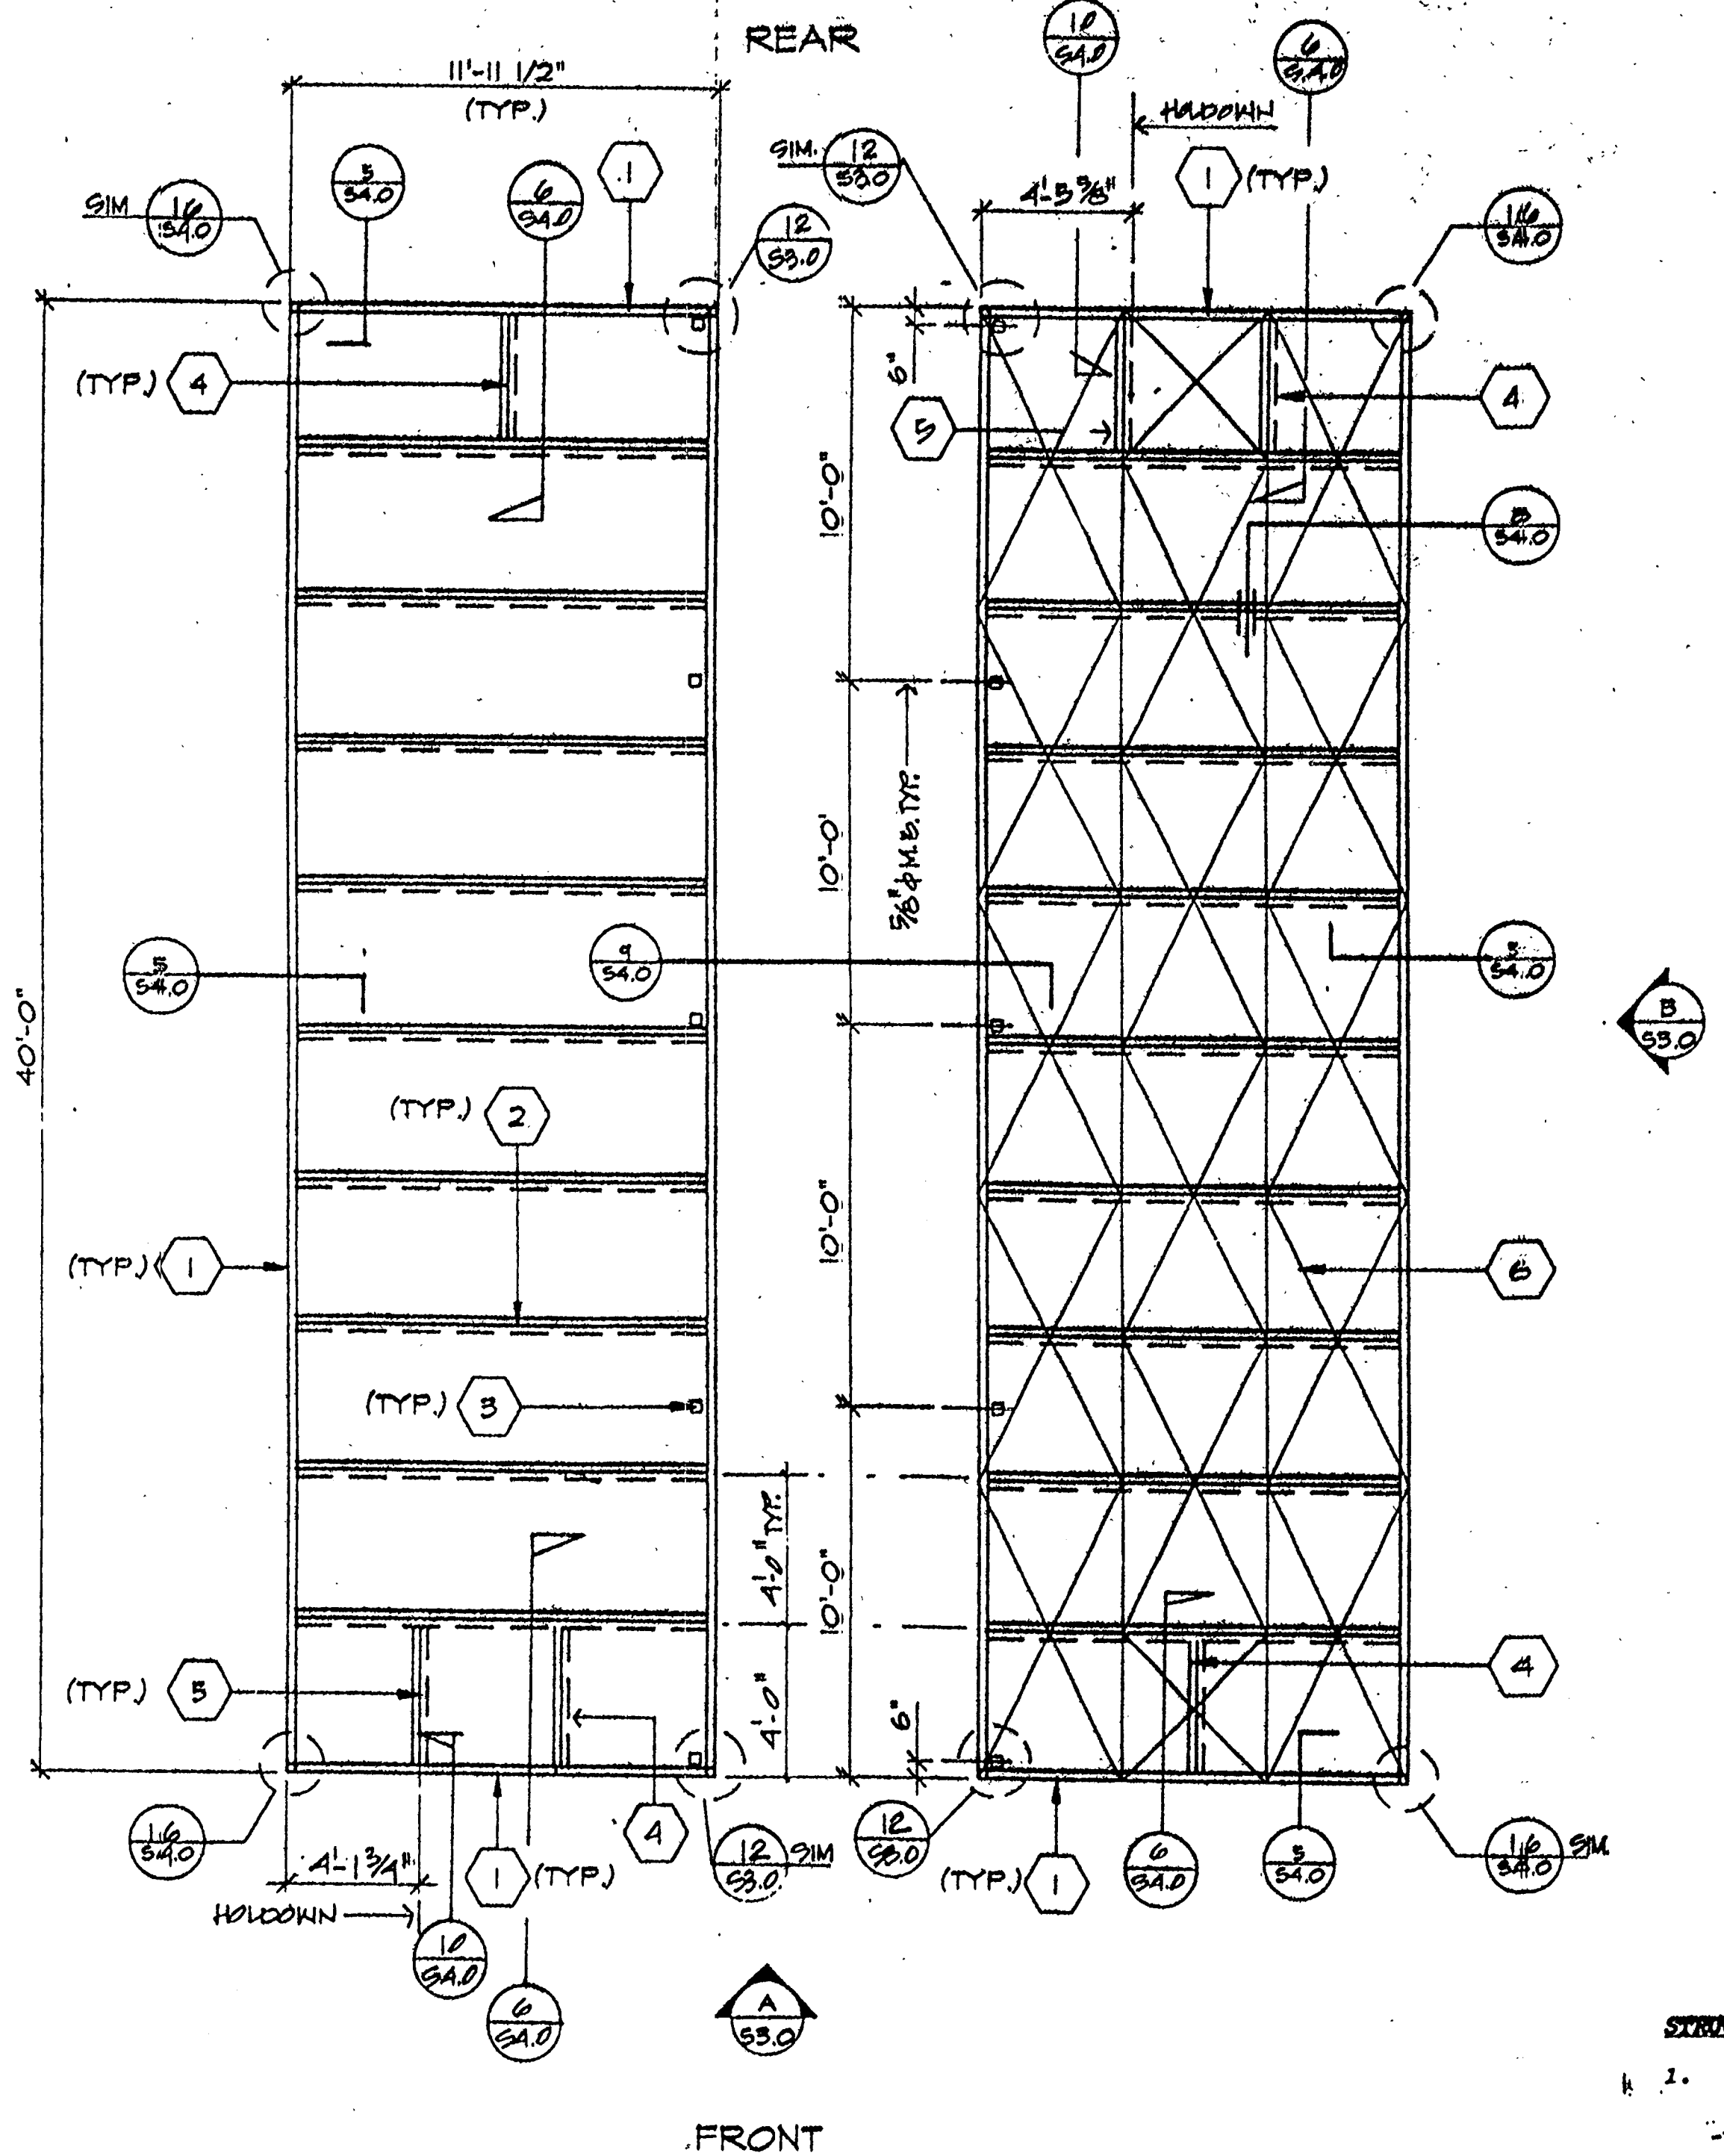 REAR
11'-11 1/2"
(TYP.)
10
S4.0
6
S4.0
HOLDOWN
SIM.
12
S3.0
4'-5 5/8"
1
(TYP.)
5
S4.0
6
S4.0
1
SIM
16
S4.0
12
S3.0
16
S4.0
(TYP.)
4
6"
5
4
10'-0"
S4.0
10'-0"
5/8" Ø M.B. TYP.
5
S4.0
9
S4.0
5
S4.0
40'-0"
B
S3.0
(TYP.)
2
10'-0"
(TYP.)
1
6
(TYP.)
3
4'-0" TYP.
10'-0"
(TYP.)
5
4'-0"
6"
4
16
S4.0
4'-1 3/4"
HOLDOWN
1
(TYP.)
4
12
S3.0
SIM
12
S3.0
(TYP.)
1
6
S4.0
5
S4.0
16
S4.0
SIM.
10
S4.0
6
S4.0
A
S3.0
1.
FRONT